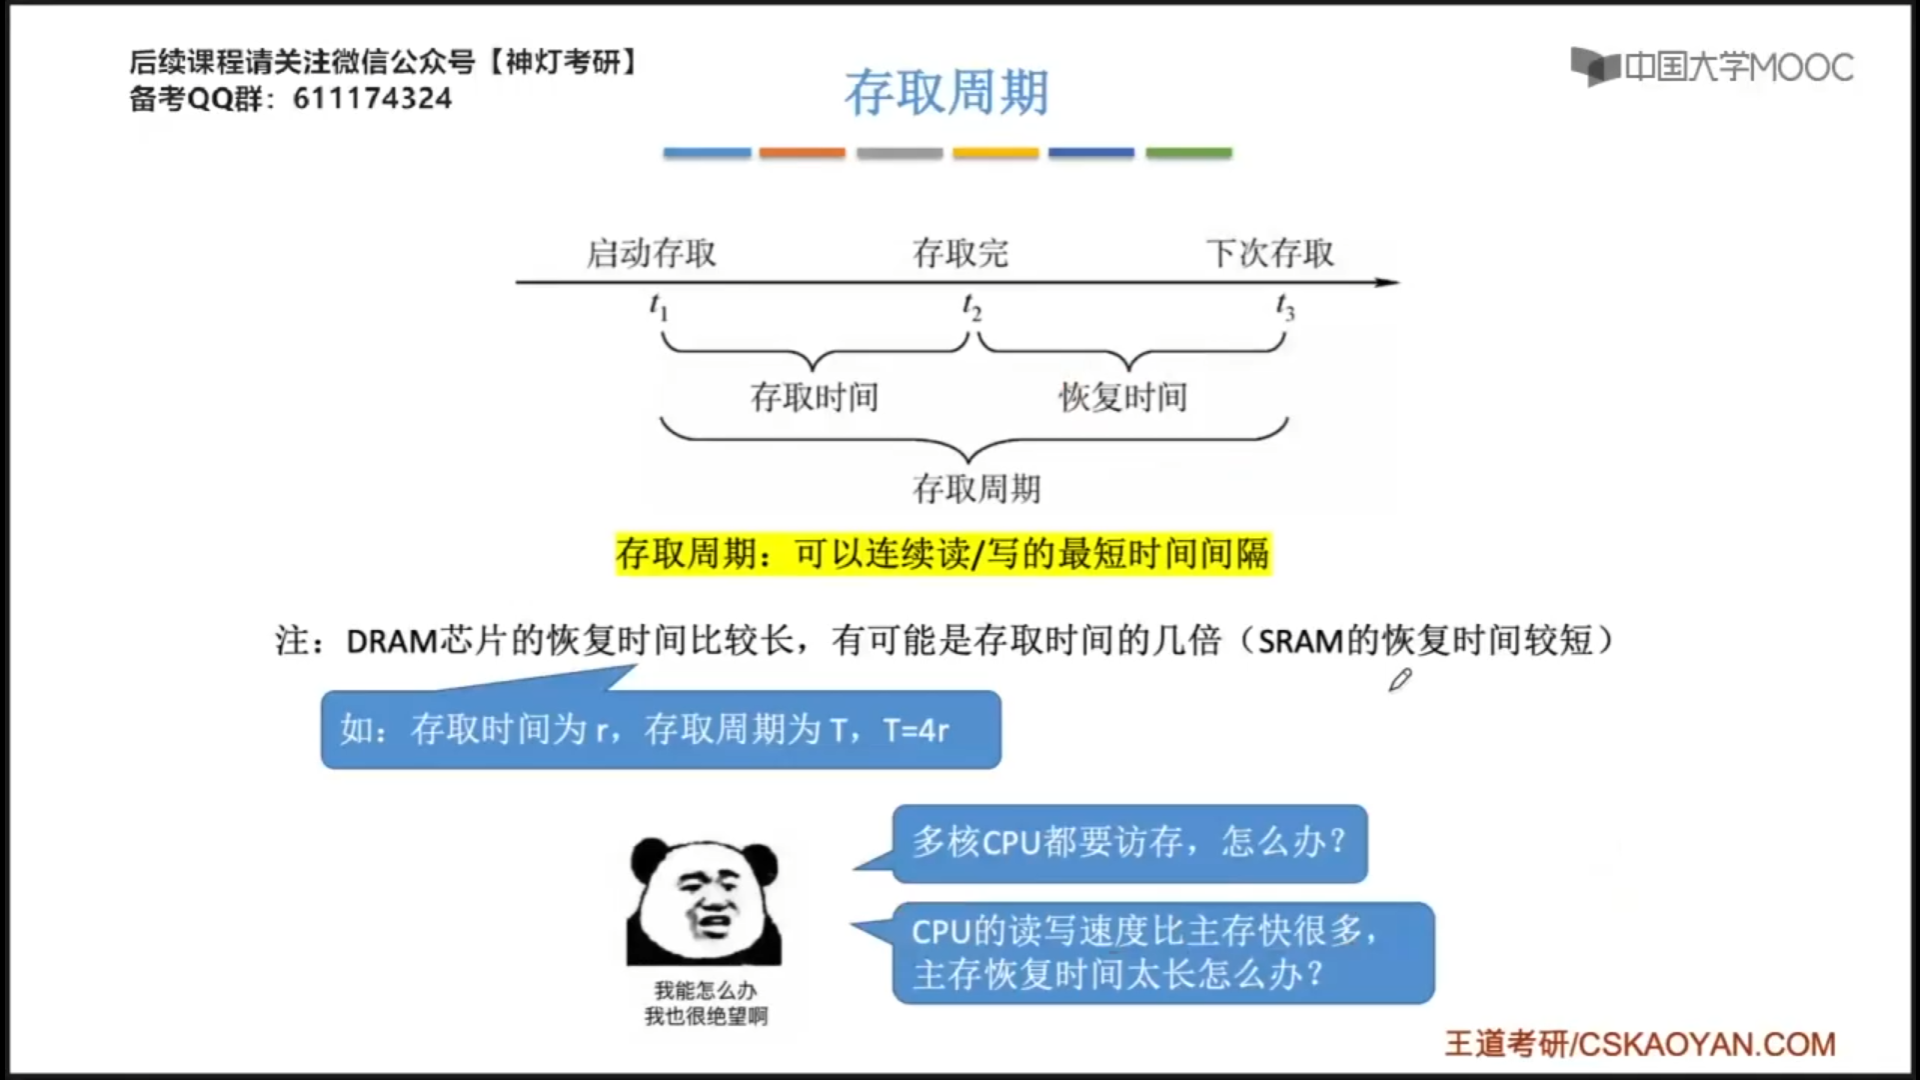 后续课程请关注微信公众号【神灯考研】
备考QQ群：611174324
中国大学MOOC
存取周期
启动存取 存取完 下次存取
t1 t2 t3
存取时间 恢复时间
存取周期
存取周期：可以连续读/写的最短时间间隔
注：DRAM芯片的恢复时间比较长，有可能是存取时间的几倍（SRAM的恢复时间较短）
如：存取时间为 r，存取周期为 T，T=4r
多核CPU都要访存，怎么办？
CPU的读写速度比主存快很多，
主存恢复时间太长怎么办？
我能怎么办
我也很绝望啊
王道考研/CSKAOYAN.COM